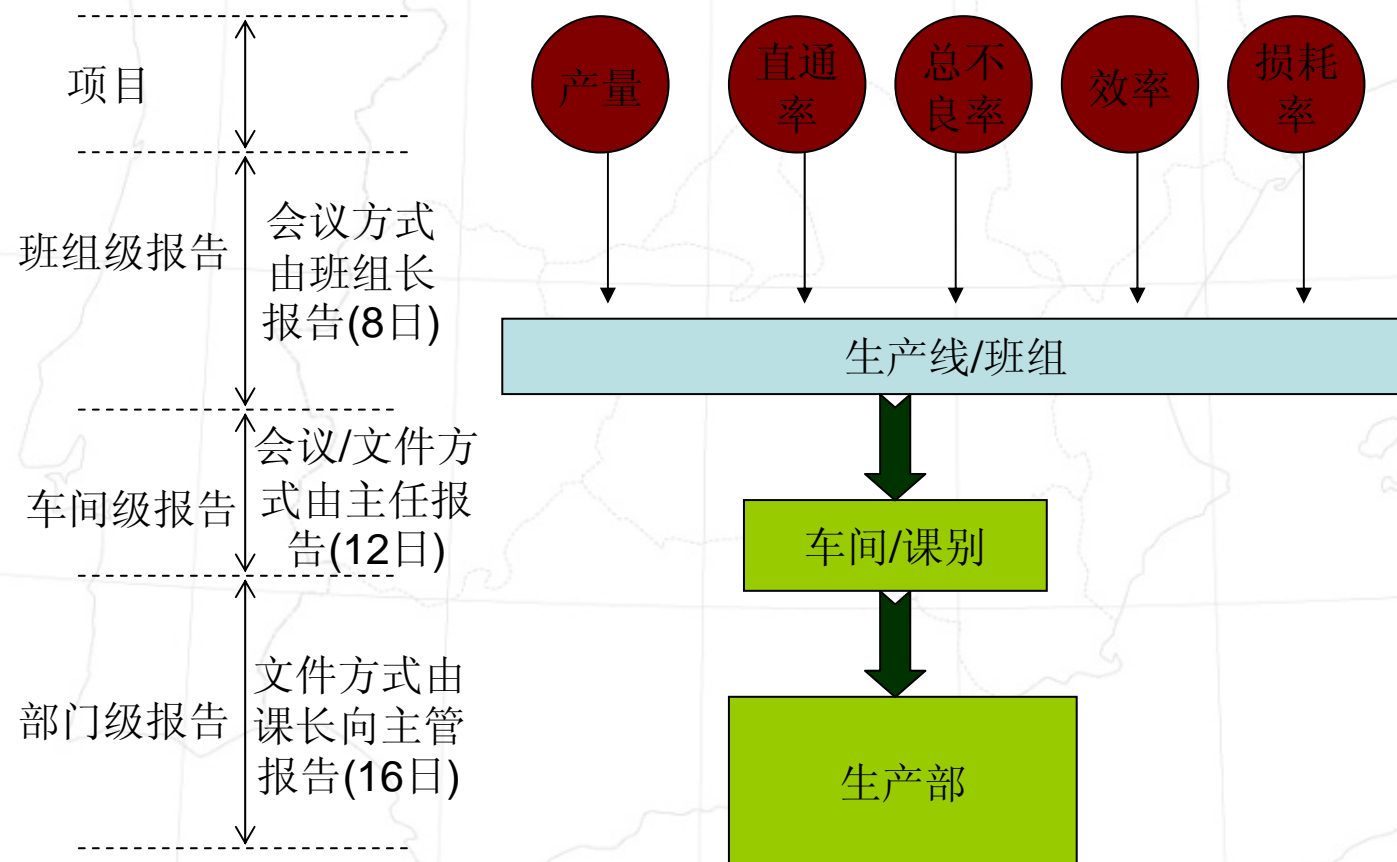 项目
产量
直通
率
总不
良率
效率
损耗
率
班组级报告
会议方式
由班组长
报告(8日)
生产线/班组
车间级报告
会议/文件方
式由主任报
告(12日)
车间/课别
部门级报告
文件方式由
课长向主管
报告(16日)
生产部